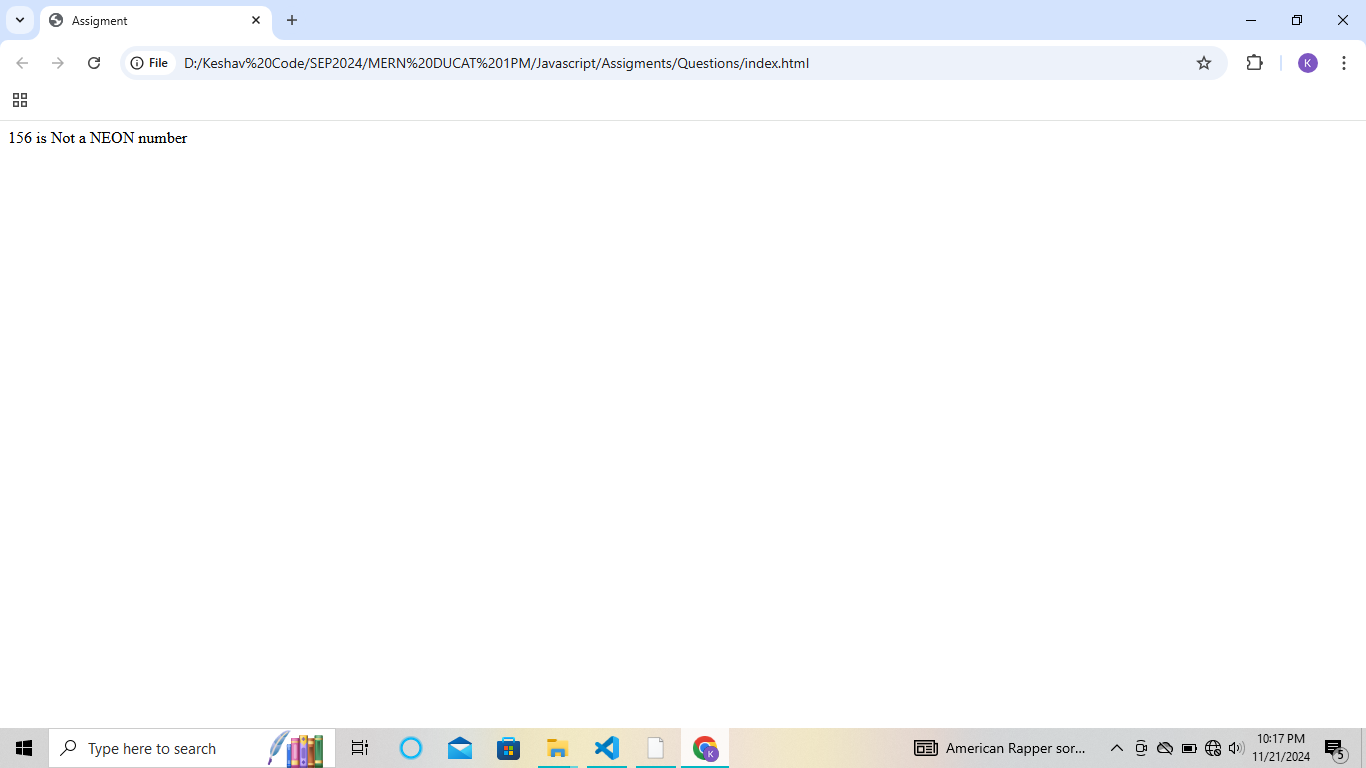 Assigment
File
D:/Keshav%20Code/SEP2024/MERN%20DUCAT%201PM/Javascript/Assigments/Questions/index.html
K
156 is Not a NEON number
Type here to search
K
American Rapper sor...
10:17 PM
11/21/2024
5